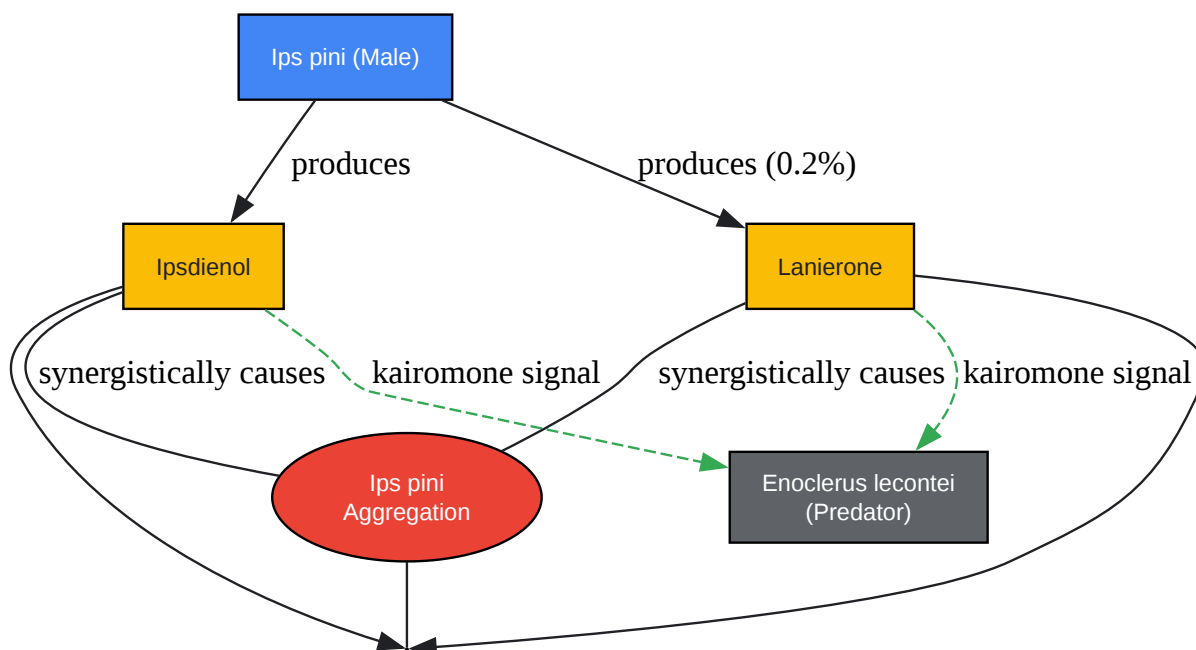 Ips pini (Male)
produces
produces (0.2%)
Ipsdienol
Lanierone
synergistically causes
kairomone signal
synergistically causes
kairomone signal
Ips pini
Aggregation
Enoclerus lecontei
(Predator)